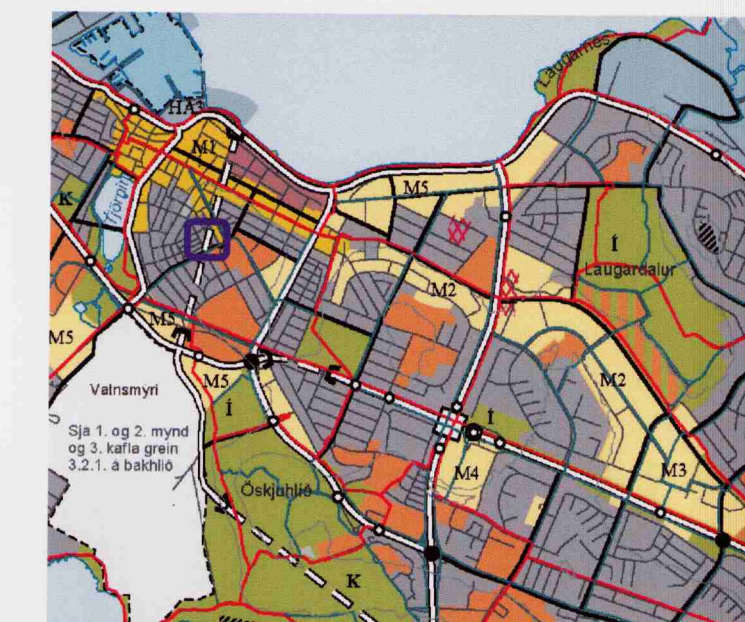 Laugarnes
HA3
M1
M5
K
Tjörnin
Í
Laugardalur
M2
M5
M5
Vatnsmýri
M5
M2
Í
Í
Sjá 1. og 2. mynd
og 3. kafla grein
3.2.1. á bakhlið
M4
M3
Öskjuhlíð
K